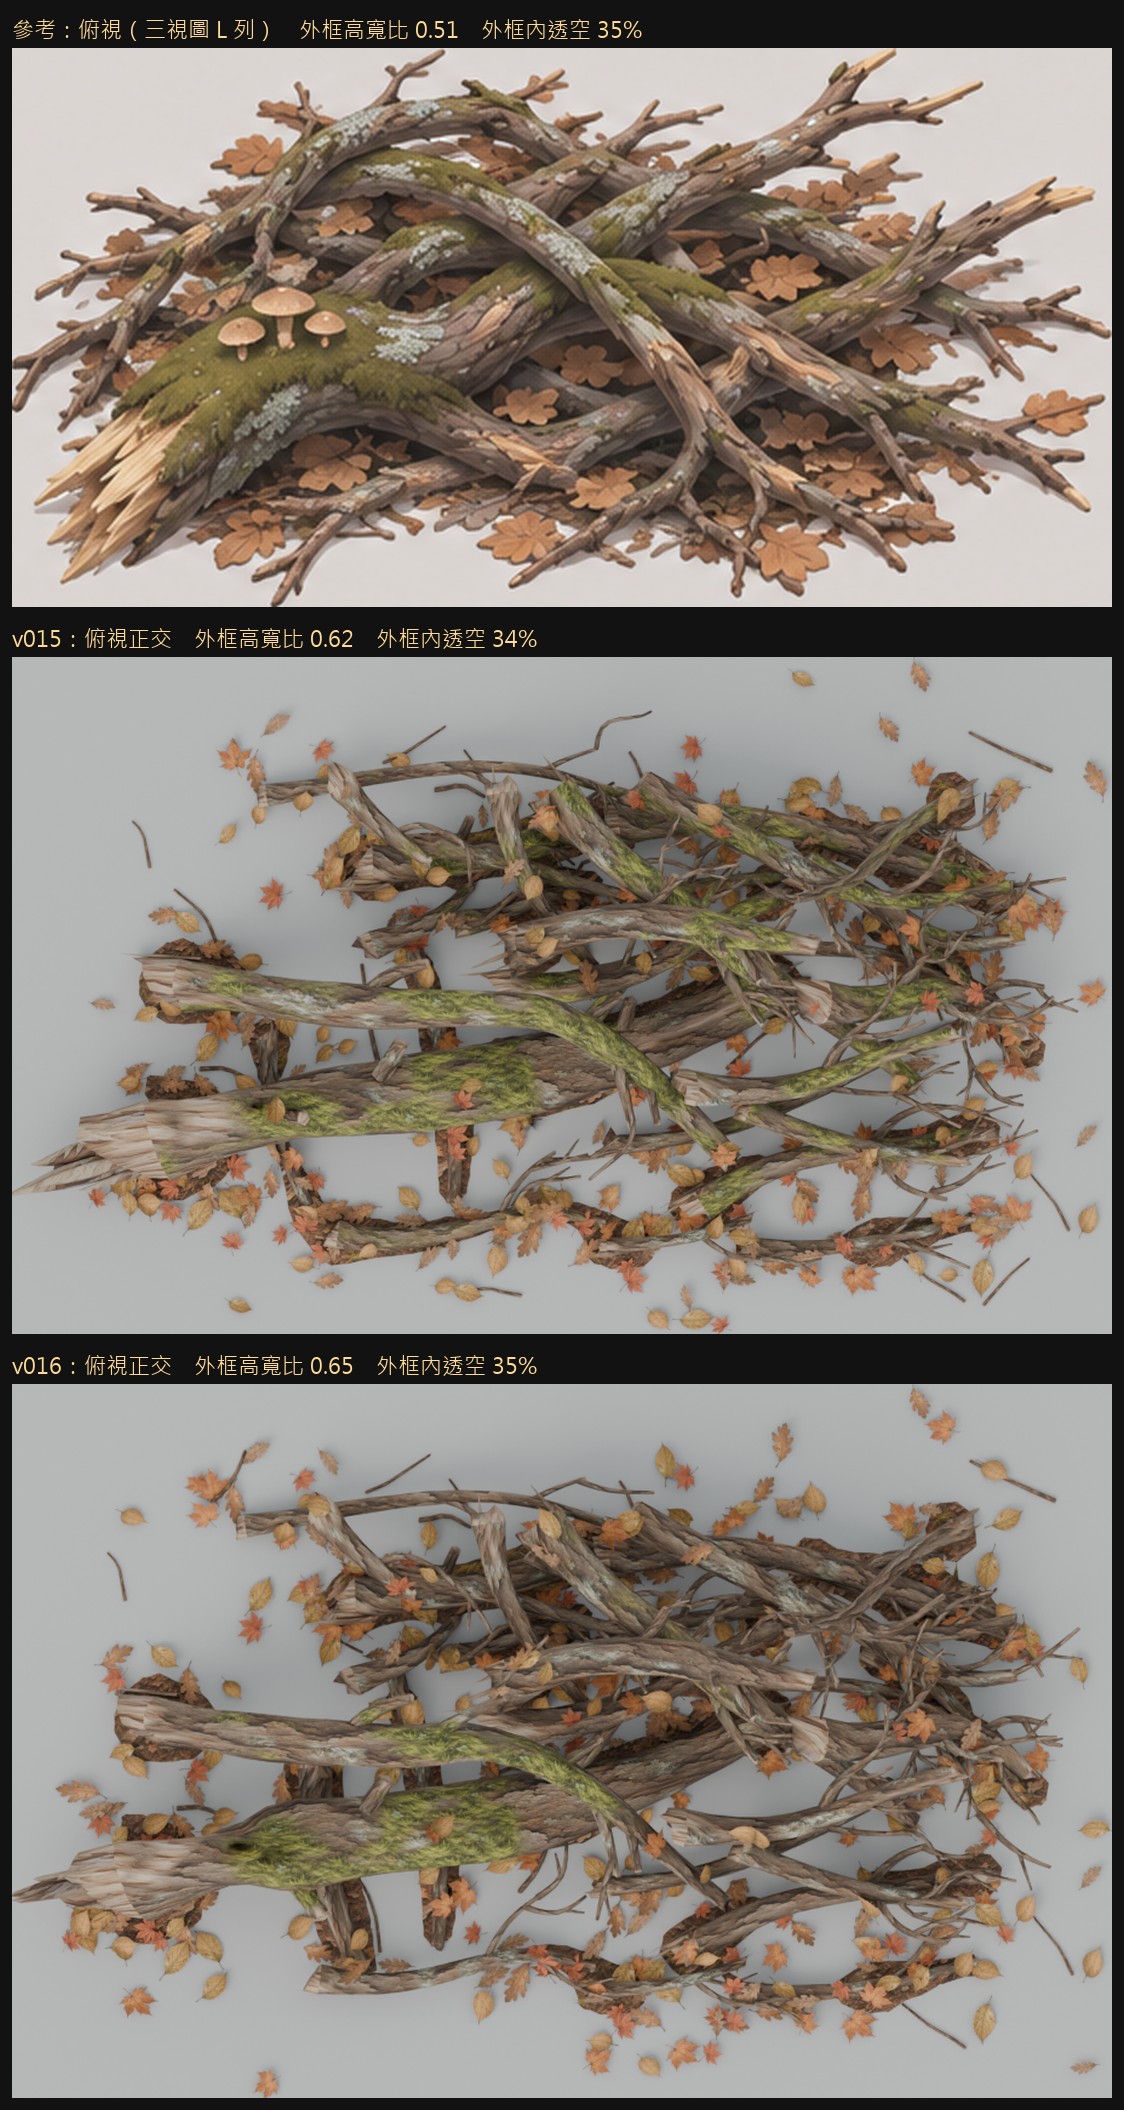 參考：俯視（三視圖 L 列） 外框高寬比 0.51 外框內透空 35%
v015：俯視正交 外框高寬比 0.62 外框內透空 34%
v016：俯視正交 外框高寬比 0.65 外框內透空 35%